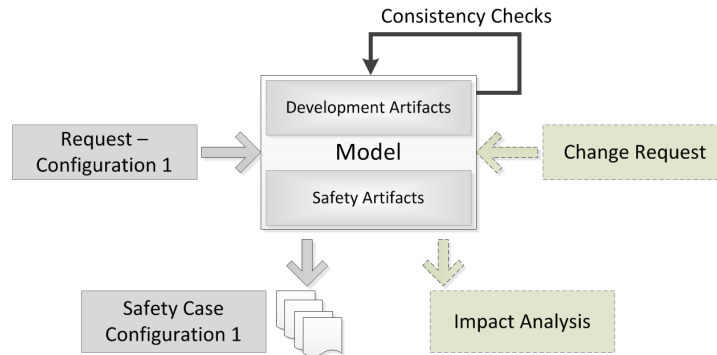 Consistency Checks
Development Artifacts
Request –
Configuration 1
Model
Change Request
Safety Artifacts
Safety Case
Configuration 1
Impact Analysis